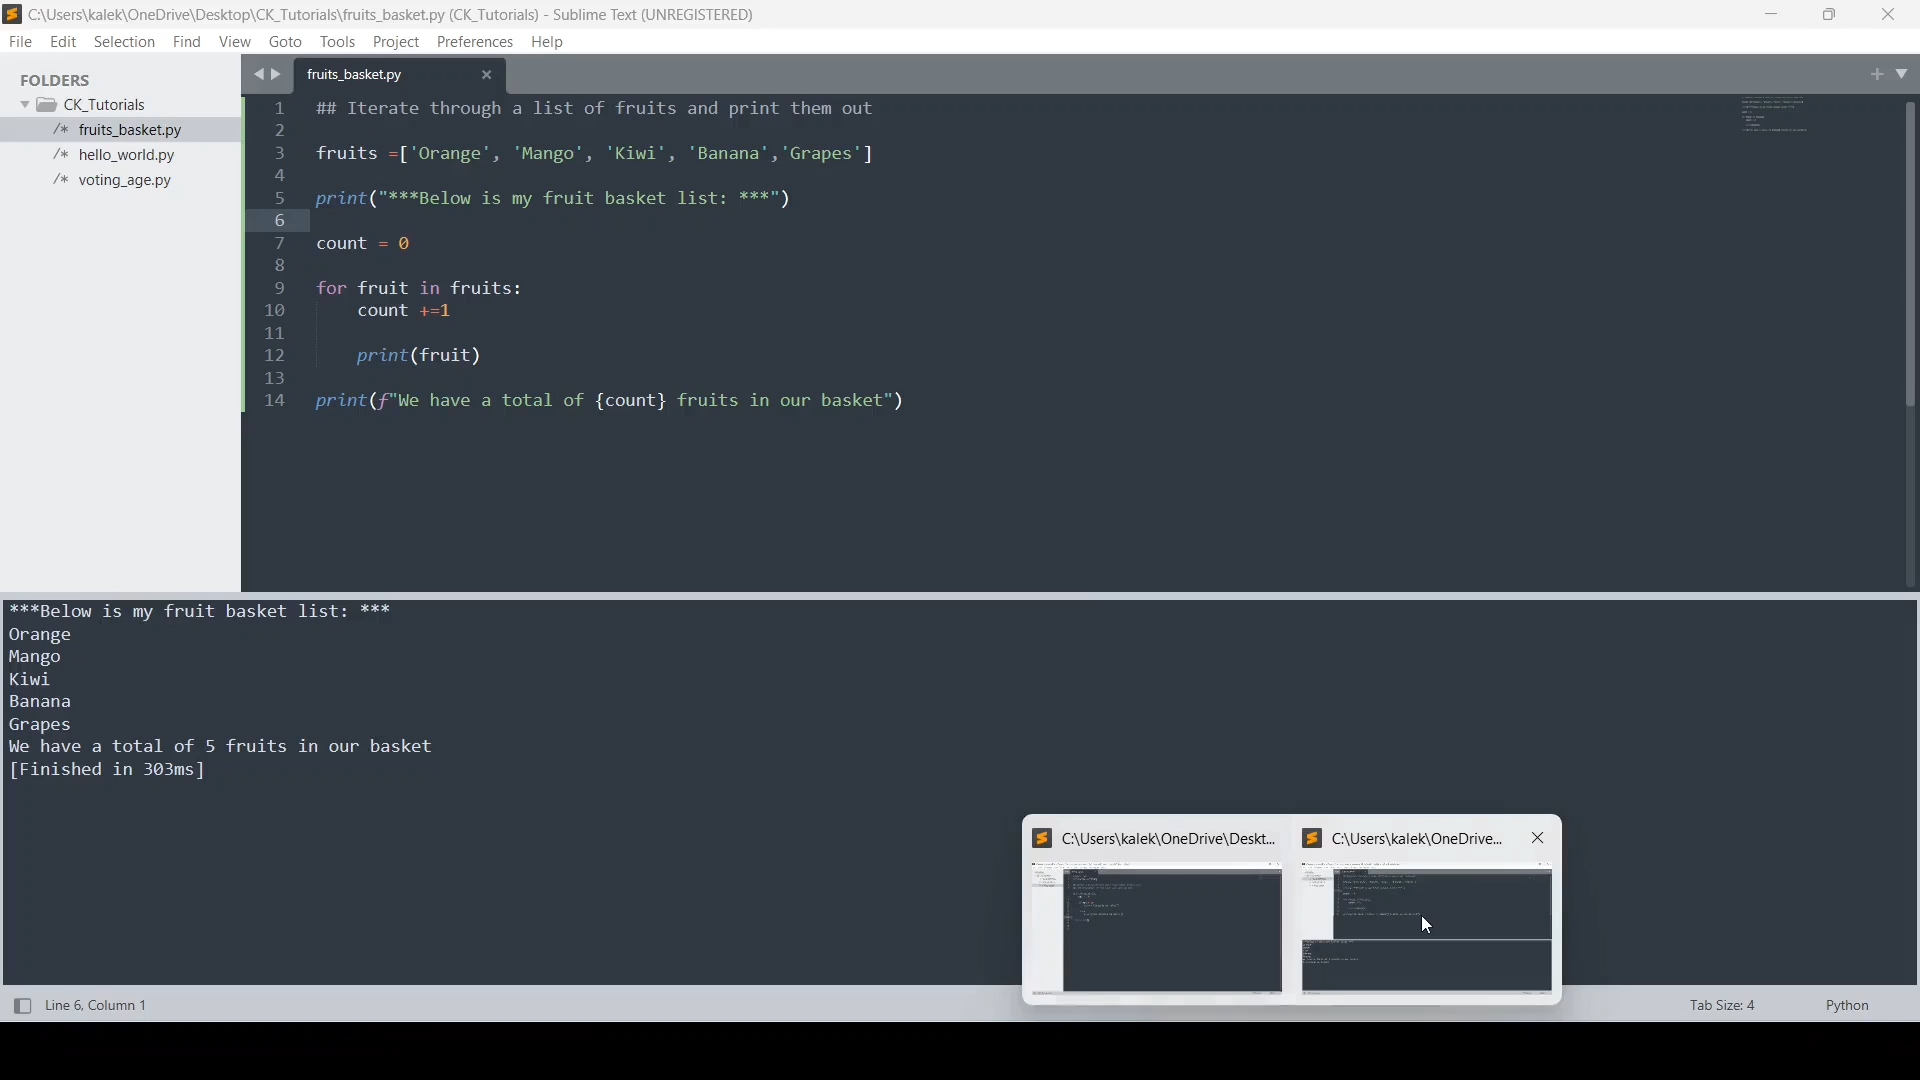 C:\Users\kalek\OneDrive\Desktop\CK_Tutorials\fruits_basket.py (CK_Tutorials) - Sublime Text (UNREGISTERED)
File Edit Selection Find View Goto Tools Project Preferences Help
FOLDERS
CK_Tutorials
/* fruits_basket.py
/* hello_world.py
/* voting_age.py
fruits_basket.py
1 ## Iterate through a list of fruits and print them out
2
3 fruits =['Orange', 'Mango', 'Kiwi', 'Banana','Grapes']
4
5 print("***Below is my fruit basket list: ***")
6
7 count = 0
8
9 for fruit in fruits:
10 count +=1
11
12 print(fruit)
13
14 print(f"We have a total of {count} fruits in our basket")
***Below is my fruit basket list: ***
Orange
Mango
Kiwi
Banana
Grapes
We have a total of 5 fruits in our basket
[Finished in 303ms]
C:\Users\kalek\OneDrive\Deskt...
C:\Users\kalek\OneDrive...
Line 6, Column 1
Tab Size: 4
Python